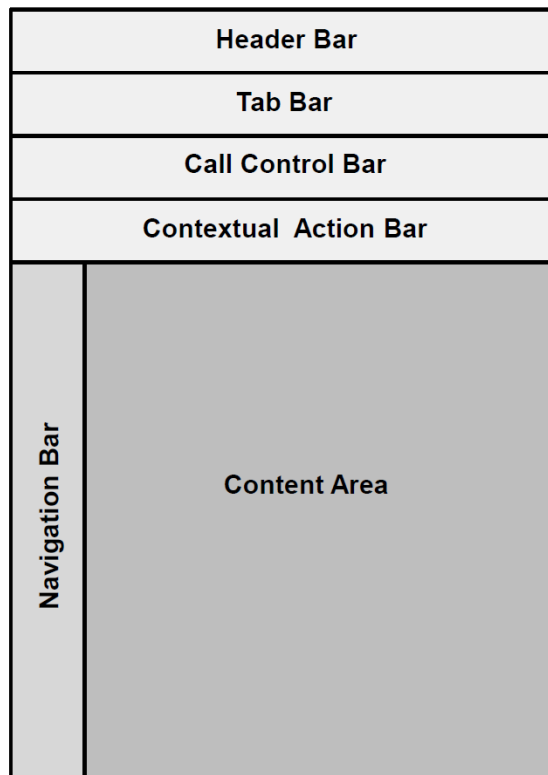 Header Bar
Tab Bar
Call Control Bar
Contextual Action Bar
Navigation Bar
Content Area